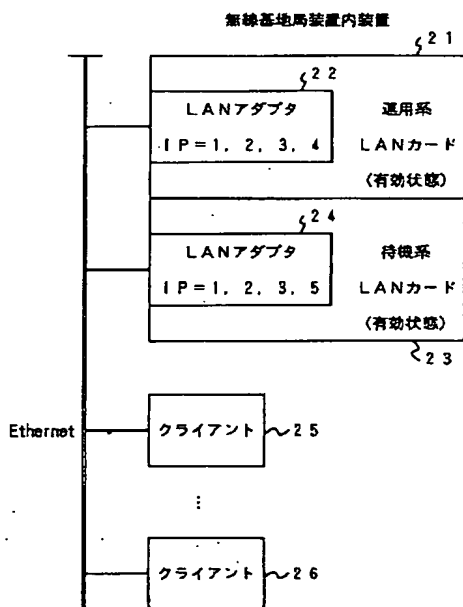 無線基地局装置内装置
21
22
LANアダプタ
IP=1, 2, 3, 4
運用系
LANカード
(有効状態)
24
LANアダプタ
IP=1, 2, 3, 5
待機系
LANカード
(有効状態)
23
Ethernet
クライアント
25
⋮
クライアント
26